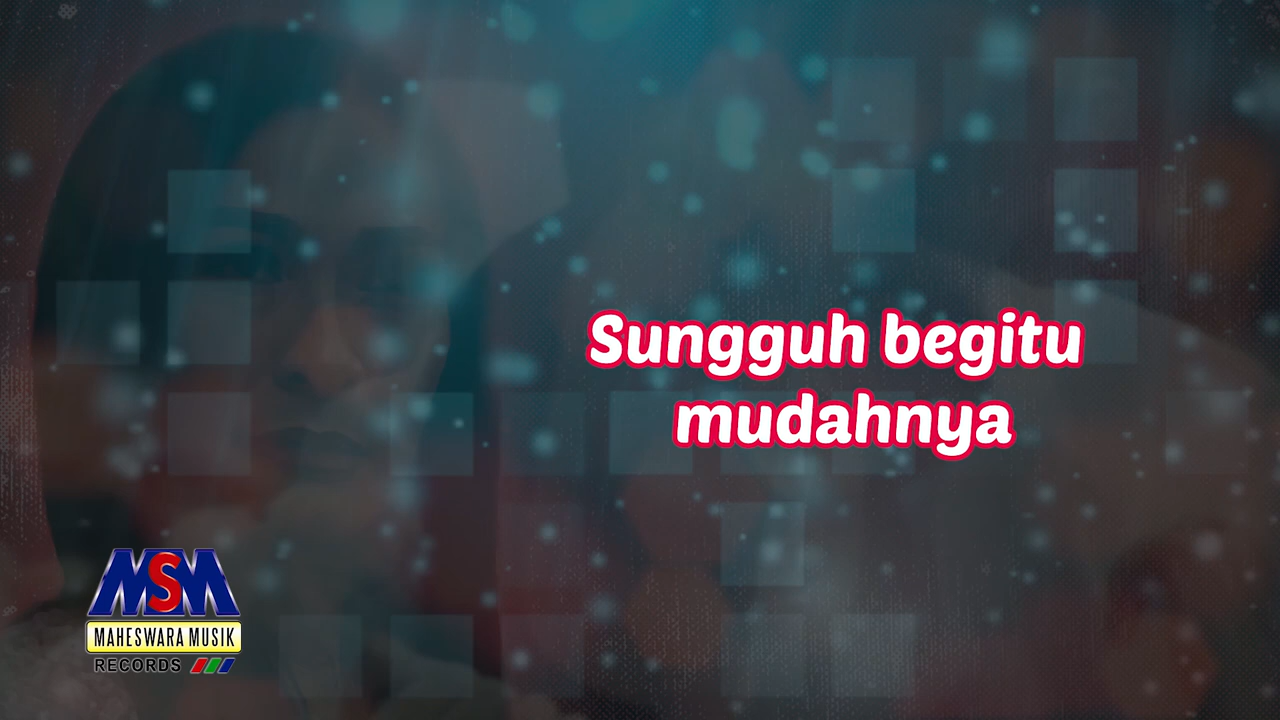 Sungguh begitu
mudahnya
MSM
MAHESWARA MUSIK
RECORDS